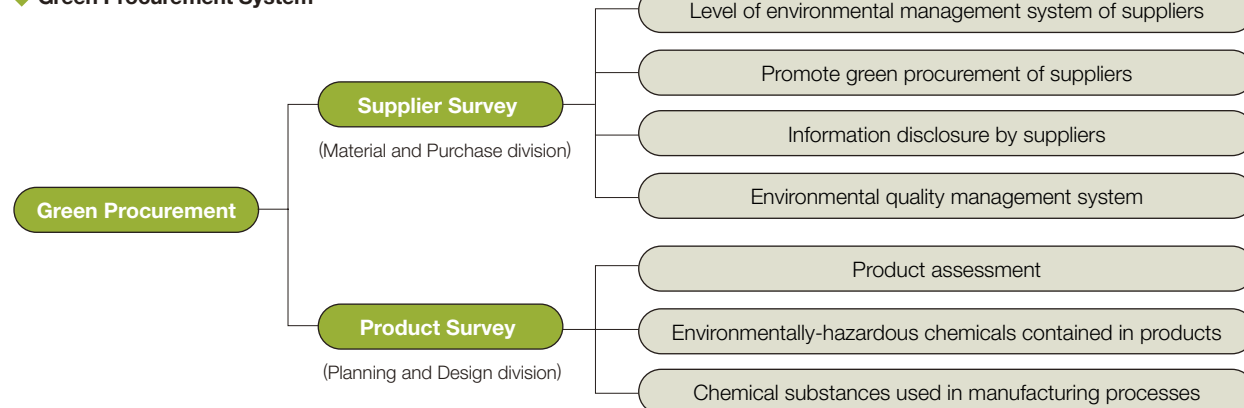 Green Procurement System
Level of environmental management system of suppliers
Promote green procurement of suppliers
Supplier Survey
(Material and Purchase division)
Information disclosure by suppliers
Environmental quality management system
Green Procurement
Product assessment
Product Survey
(Planning and Design division)
Environmentally-hazardous chemicals contained in products
Chemical substances used in manufacturing processes